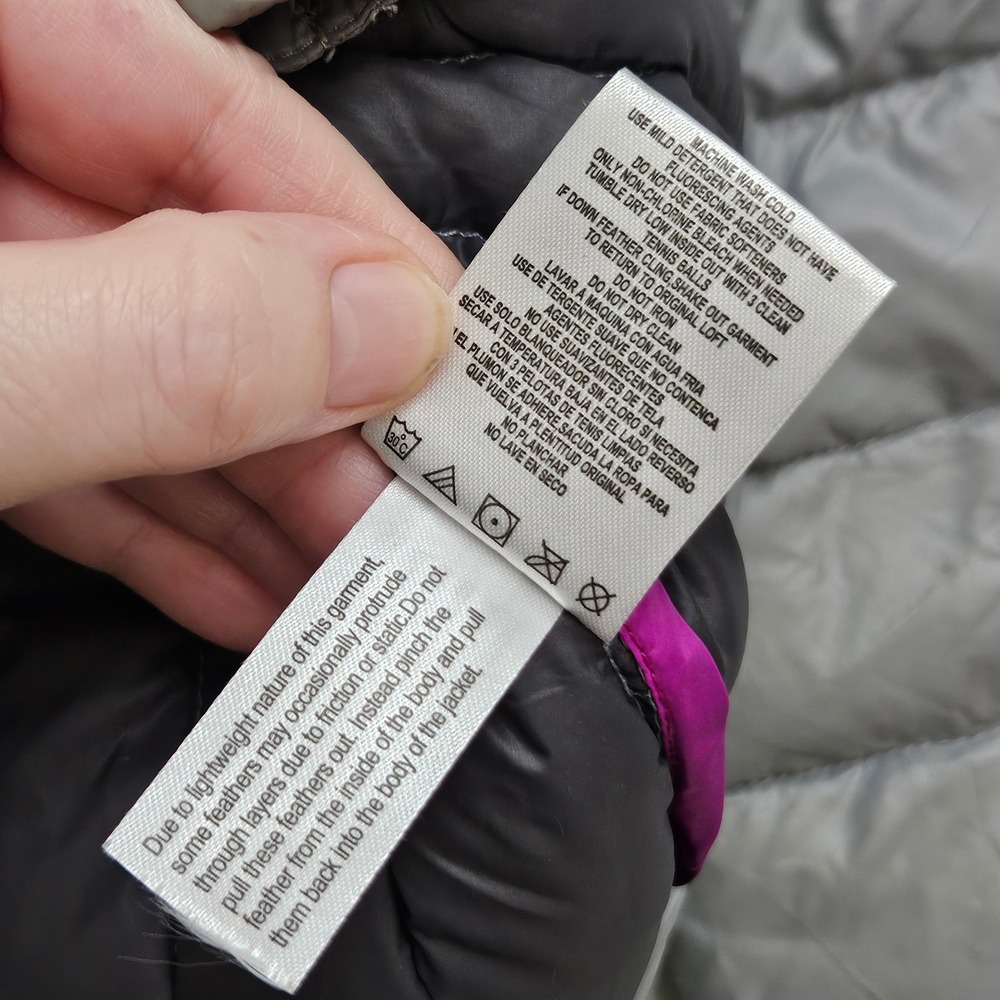 MACHINE WASH COLD
USE MILD DETERGENT THAT DOES NOT HAVE
FLUORESCING AGENTS
DO NOT USE FABRIC SOFTENERS
ONLY NON-CHLORINE BLEACH WHEN NEEDED
TUMBLE DRY LOW INSIDE OUT WITH 3 CLEAN
TENNIS BALLS
IF DOWN FEATHER CLING,SHAKE OUT GARMENT
TO RETURN TO ORIGINAL LOFT
DO NOT IRON
DO NOT DRY CLEAN
LAVAR A MAQUINA CON AGUA FRIA
USE DE TERGENTE SUAVE QUE NO CONTENCA
AGENTES FLUORECENTES
NO USE SUAVIZANTES DE TELA
USE SOLO BLANQUEADOR SIN CLORO SI NECESITA
SECAR A TEMPERATURA BAJA EN EL LADO REVERSO
CON 3 PELOTAS DE TENIS LIMPIAS
EL PLUMON SE ADHIERE,SACUDA LA ROPA PARA
QUE VUELVA A PLENTITUD ORIGINAL
NO PLANCHAR
NO LAVE EN SECO
30°C
Due to lightweight nature of this garment,
some feathers may occasionally protrude
through layers due to friction or static.Do not
pull these feathers out. Instead pinch the
feather from the inside of the body and pull
them back into the body of the jacket.